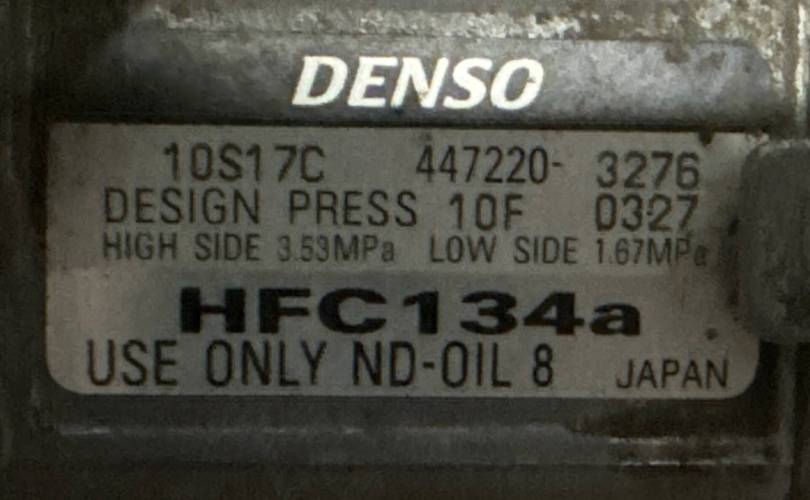 DENSO
10S17C 447220- 3276
DESIGN PRESS 10F 0327
HIGH SIDE 3.53MPa LOW SIDE 1.67MPa
HFC134a
USE ONLY ND-OIL 8 JAPAN